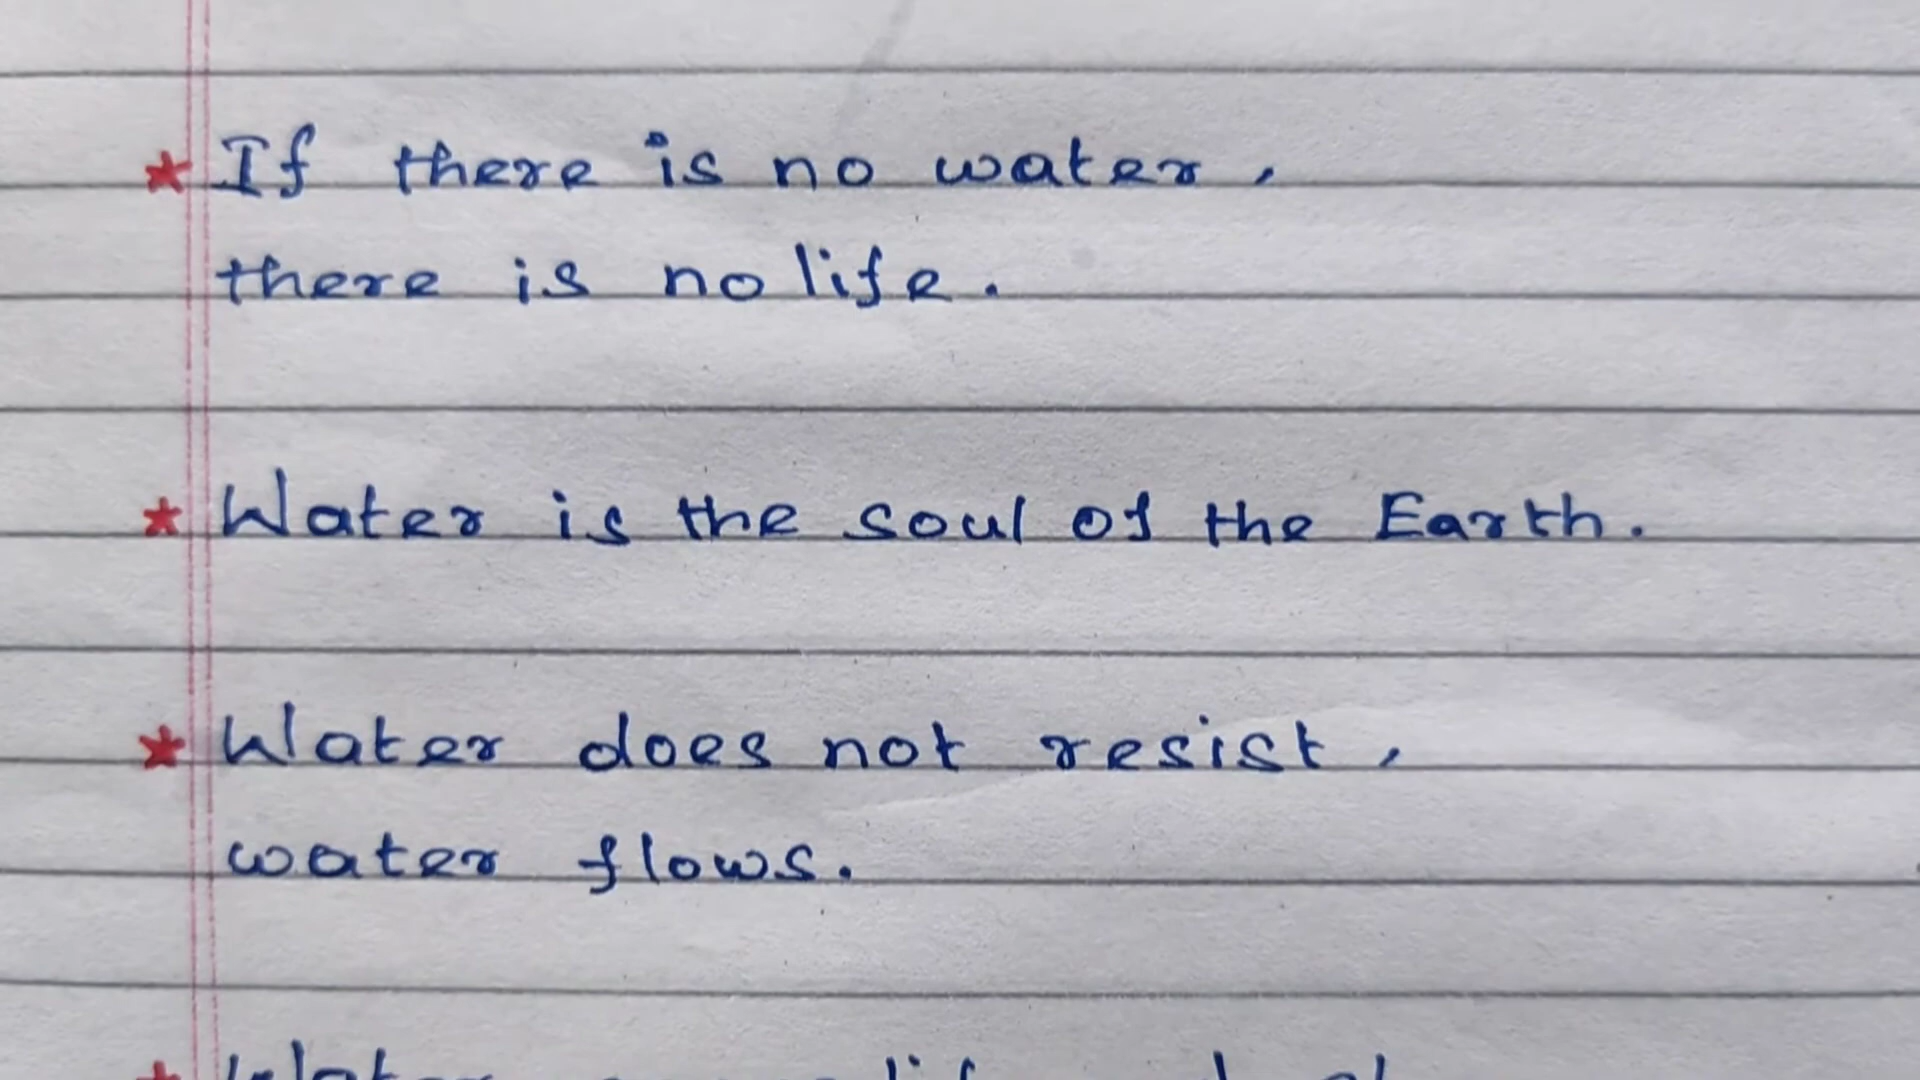 ★ If there is no water,
there is no life.
★ Water is the soul of the Earth.
★ Water does not resist,
water flows.
★ Water